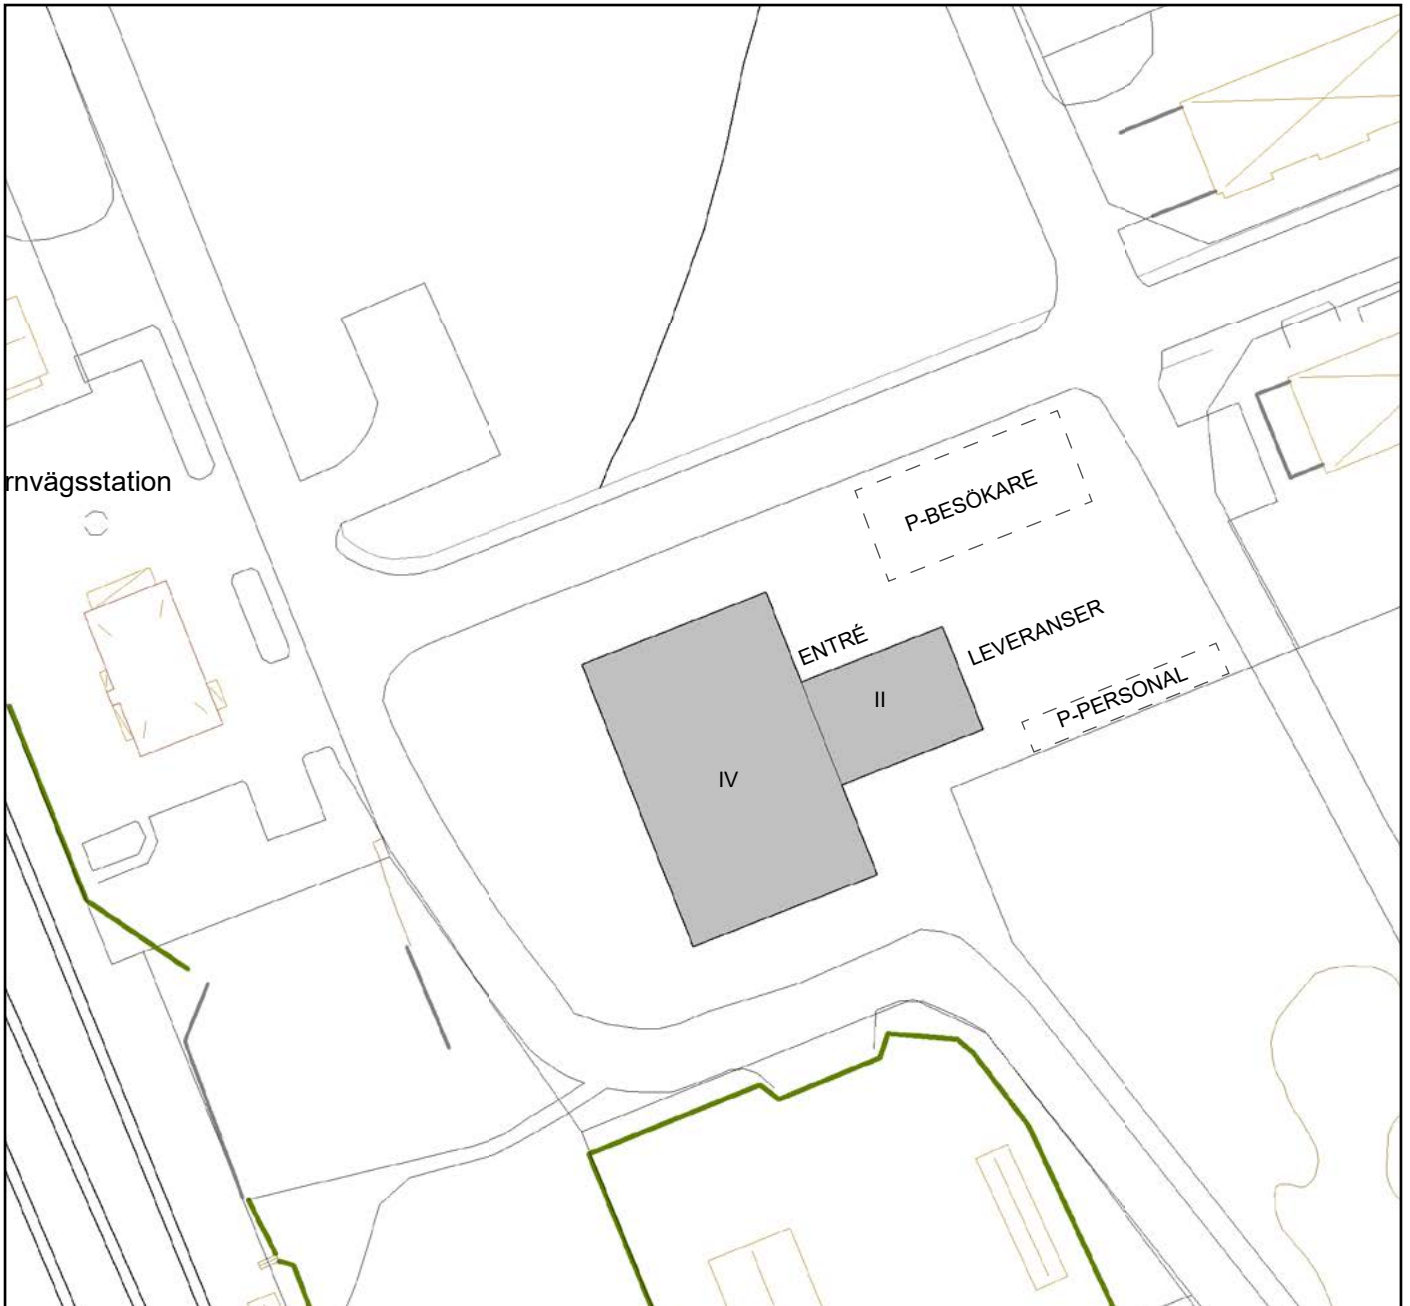 rnvägsstation
P-BESÖKARE
ENTRÉ
LEVERANSER
II
P-PERSONAL
IV